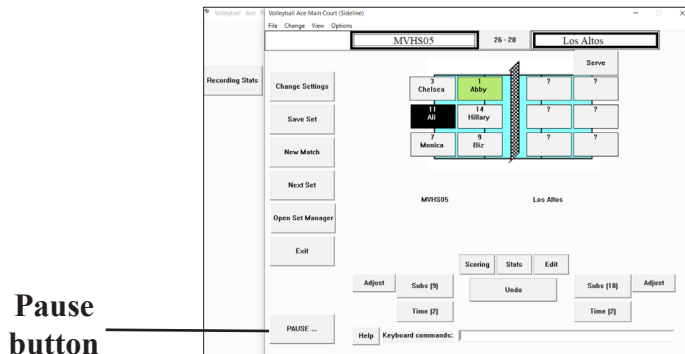 Volleyball Ace
Volleyball Ace Main Court (Sideline)
File Change View Options
MVHS05 26 - 28 Los Altos
Serve
Recording Stats
Change Settings
Save Set
New Match
Next Set
Open Set Manager
Exit
PAUSE ...
3 1 ? ?
Chelsea Abby
11 14 ? ?
Ali Hillary
7 9 ? ?
Monica Biz
MVHS05 Los Altos
Scoring Stats Edit
Adjust Subs (9) Undo Subs (18) Adjust
Time (2) Time (2)
Help Keyboard commands:
Pause
button